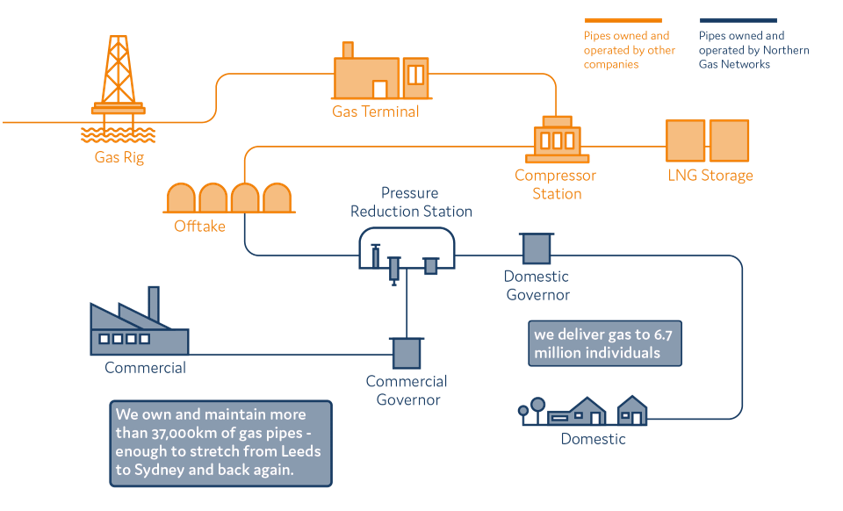 Pipes owned and
operated by other
companies
Pipes owned and
operated by Northern
Gas Networks
Gas Terminal
Gas Rig
Compressor
Station
LNG Storage
Offtake
Pressure
Reduction Station
Domestic
Governor
we deliver gas to 6.7
million individuals
Commercial
Commercial
Governor
We own and maintain more
than 37,000km of gas pipes -
enough to stretch from Leeds
to Sydney and back again.
Domestic